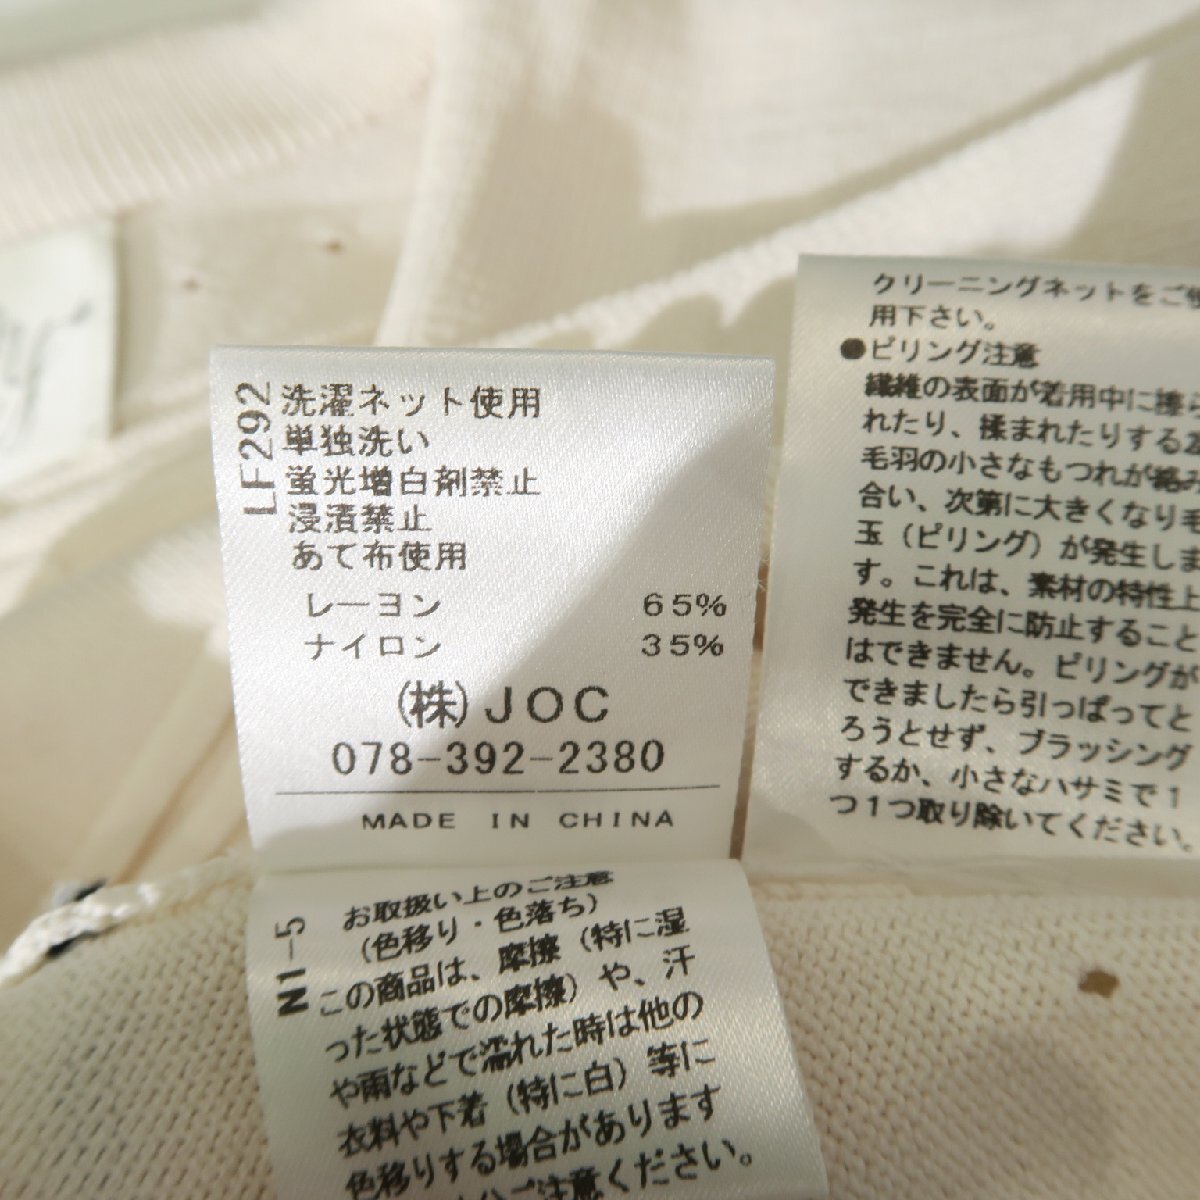 LF292
洗濯ネット使用
単独洗い
蛍光増白剤禁止
浸漬禁止
あて布使用
レーヨン 65%
ナイロン 35%
(株)JOC
078-392-2380
MADE IN CHINA
クリーニングネットをご使
用下さい。
●ピリング注意
繊維の表面が着用中に擦ら
れたり、揉まれたりする為
毛羽の小さなもつれが絡み
合い、次第に大きくなり毛
玉(ピリング)が発生しま
す。これは、素材の特性上
発生を完全に防止すること
はできません。ピリングが
できましたら引っぱってと
ろうとせず、ブラッシング
するか、小さなハサミで1
つ1つ取り除いてください。
N1-5
お取扱い上のご注意
(色移り・色落ち)
この商品は、摩擦(特に湿
った状態での摩擦)や、汗
や雨などで濡れた時は他の
衣料や下着(特に白)等に
色移りする場合があります
ご注意ください。